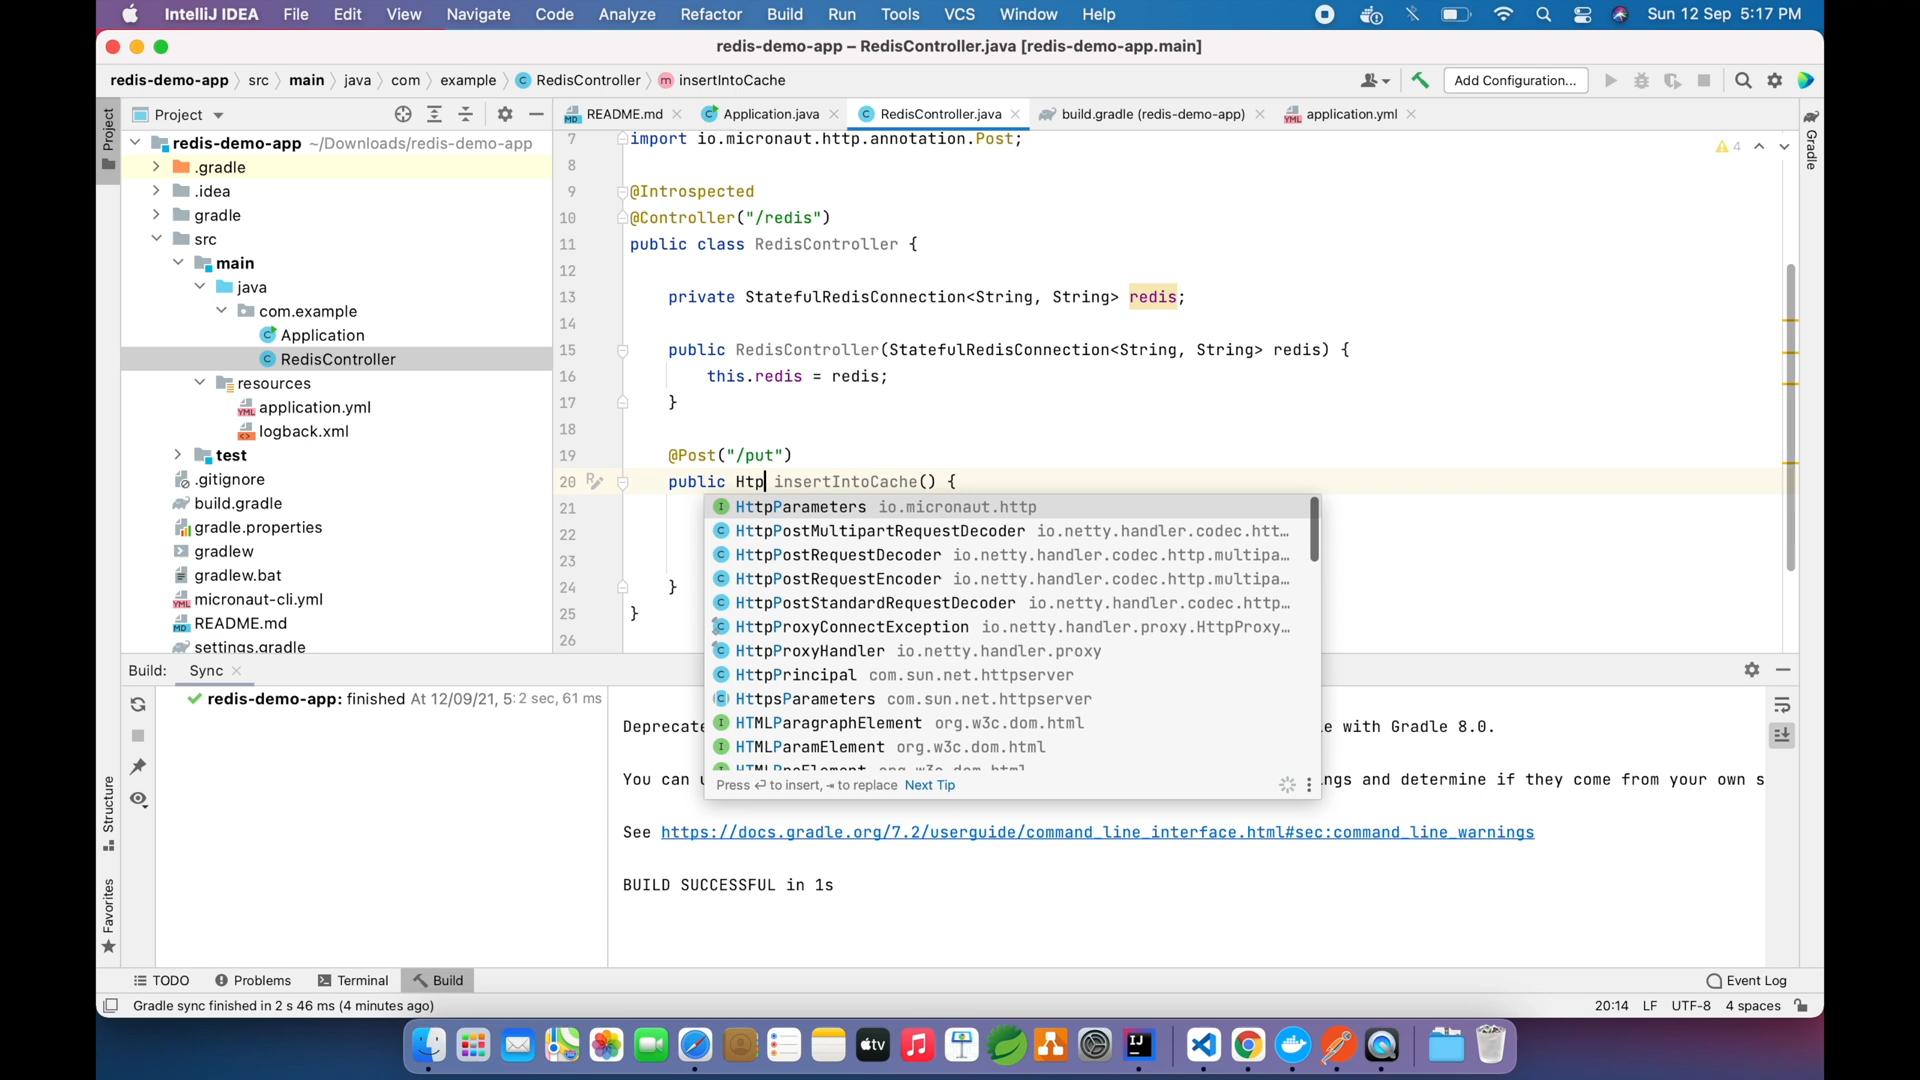 IntelliJ IDEA File Edit View Navigate Code Analyze Refactor Build Run Tools VCS Window Help Sun 12 Sep 5:17 PM
redis-demo-app – RedisController.java [redis-demo-app.main]
redis-demo-app src main java com example RedisController insertIntoCache Add Configuration...
Project
Project
README.md Application.java RedisController.java build.gradle (redis-demo-app) application.yml
Gradle
redis-demo-app ~/Downloads/redis-demo-app
.gradle
.idea
gradle
src
main
java
com.example
Application
RedisController
resources
application.yml
logback.xml
test
.gitignore
build.gradle
gradle.properties
gradlew
gradlew.bat
micronaut-cli.yml
README.md
settings.gradle
4
7 import io.micronaut.http.annotation.Post;
8
9 @Introspected
10 @Controller("/redis")
11 public class RedisController {
12
13 private StatefulRedisConnection<String, String> redis;
14
15 public RedisController(StatefulRedisConnection<String, String> redis) {
16 this.redis = redis;
17 }
18
19 @Post("/put")
20 public Htp insertIntoCache() {
21
22
23
24 }
25 }
26
HttpParameters io.micronaut.http
HttpPostMultipartRequestDecoder io.netty.handler.codec.htt…
HttpPostRequestDecoder io.netty.handler.codec.http.multipa…
HttpPostRequestEncoder io.netty.handler.codec.http.multipa…
HttpPostStandardRequestDecoder io.netty.handler.codec.http…
HttpProxyConnectException io.netty.handler.proxy.HttpProxy…
HttpProxyHandler io.netty.handler.proxy
HttpPrincipal com.sun.net.httpserver
HttpsParameters com.sun.net.httpserver
HTMLParagraphElement org.w3c.dom.html
HTMLParamElement org.w3c.dom.html
HTMLPreElement org.w3c.dom.html
Press ↩ to insert, ⇥ to replace Next Tip
Build: Sync
redis-demo-app: finished At 12/09/21, 5: 2 sec, 61 ms
Deprecate e with Gradle 8.0.
You can u ngs and determine if they come from your own s
See https://docs.gradle.org/7.2/userguide/command_line_interface.html#sec:command_line_warnings
BUILD SUCCESSFUL in 1s
Structure
Favorites
TODO Problems Terminal Build Event Log
Gradle sync finished in 2 s 46 ms (4 minutes ago) 20:14 LF UTF-8 4 spaces
tv IJ